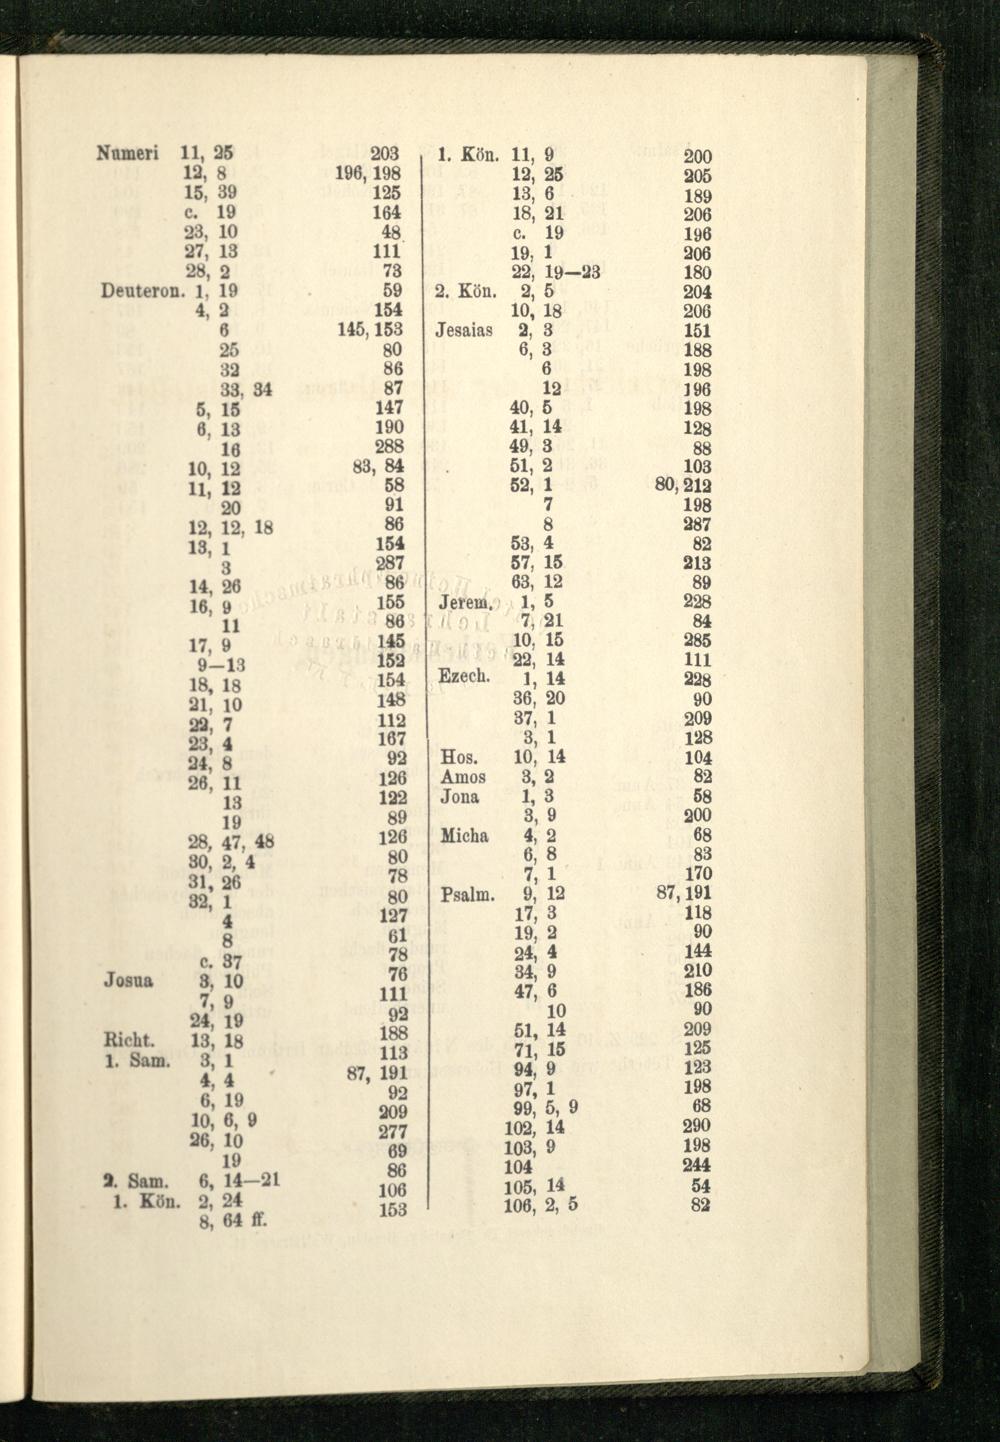 Numeri 11, 25 203
12, 8 196, 198
15, 39 125
c. 19 164
23, 10 48
27, 13 111
28, 2 73
Deuteron. 1, 19 59
4, 2 154
6 145, 153
25 80
32 86
33, 34 87
5, 15 147
6, 13 190
16 288
10, 12 83, 84
11, 12 58
20 91
12, 12, 18 86
13, 1 154
3 287
14, 26 86
16, 9 155
11 86
17, 9 145
9—13 152
18, 18 154
21, 10 148
22, 7 112
23, 4 167
24, 8 92
26, 11 126
13 122
19 89
28, 47, 48 126
30, 2, 4 80
31, 26 78
32, 1 80
4 127
8 61
c. 37 78
Josua 3, 10 76
7, 9 111
24, 19 92
Richt. 13, 18 188
1. Sam. 3, 1 113
4, 4 87, 191
6, 19 92
10, 6, 9 209
26, 10 277
19 69
2. Sam. 6, 14—21 86
1. Kön. 2, 24 106
8, 64 ff. 153
1. Kön. 11, 9 200
12, 25 205
13, 6 189
18, 21 206
c. 19 196
19, 1 206
22, 19—23 180
2. Kön. 2, 5 204
10, 18 206
Jesaias 2, 3 151
6, 3 188
6 198
12 196
40, 5 198
41, 14 128
49, 3 88
51, 2 103
52, 1 80, 212
7 198
8 287
53, 4 82
57, 15 213
63, 12 89
Jerem. 1, 5 228
7, 21 84
10, 15 285
22, 14 111
Ezech. 1, 14 228
36, 20 90
37, 1 209
3, 1 128
Hos. 10, 14 104
Amos 3, 2 82
Jona 1, 3 58
3, 9 200
Micha 4, 2 68
6, 8 83
7, 1 170
Psalm. 9, 12 87, 191
17, 3 118
19, 2 90
24, 4 144
34, 9 210
47, 6 186
10 90
51, 14 209
71, 15 125
94, 9 123
97, 1 198
99, 5, 9 68
102, 14 290
103, 9 198
104 244
105, 14 54
106, 2, 5 82